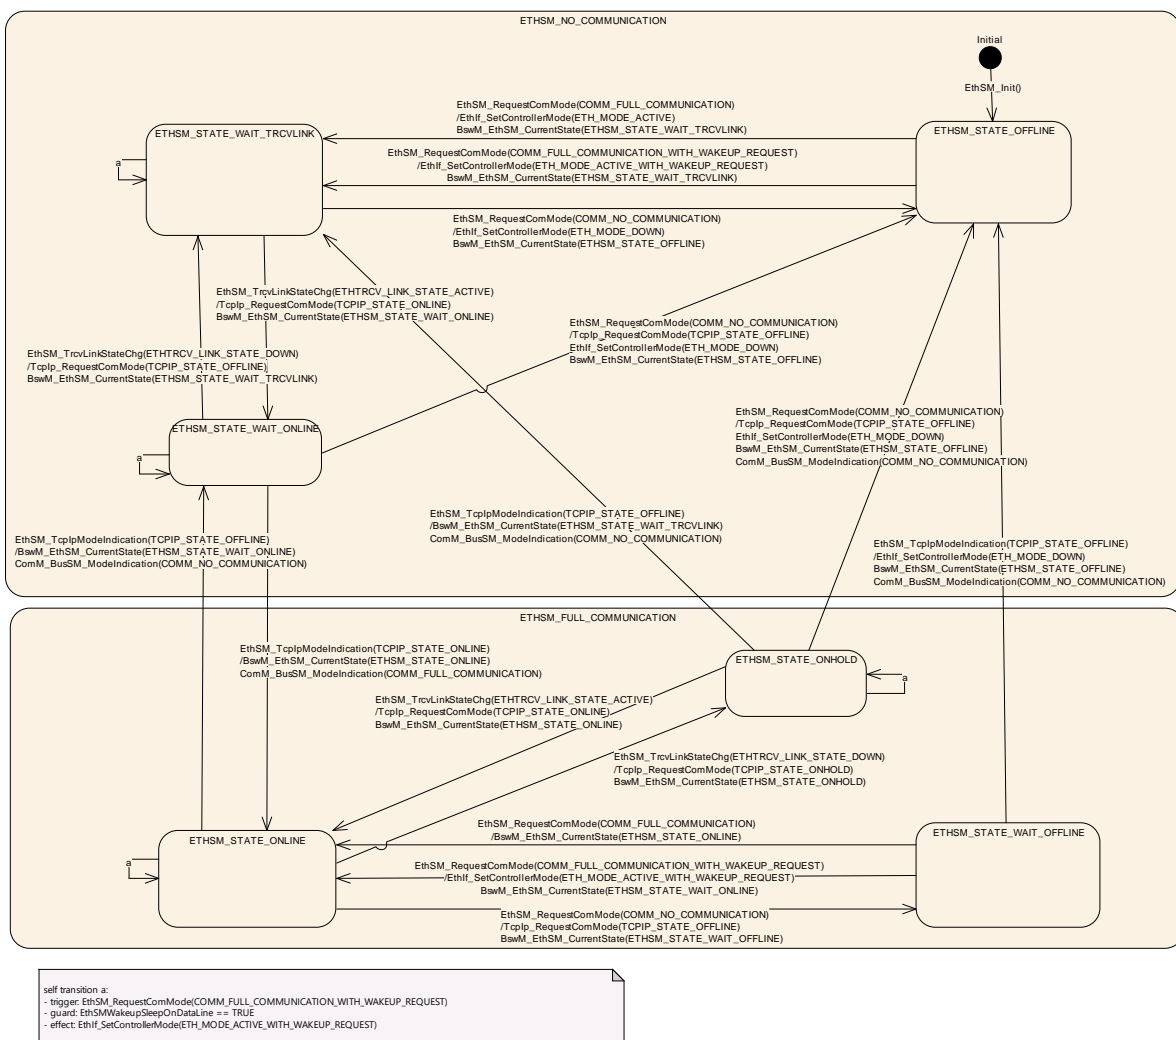 ETHSM_NO_COMMUNICATION
Initial
EthSM_Init()
EthSM_RequestComMode(COMM_FULL_COMMUNICATION)
/EthIf_SetControllerMode(ETH_MODE_ACTIVE)
BswM_EthSM_CurrentState(ETHSM_STATE_WAIT_TRCVLINK)
ETHSM_STATE_WAIT_TRCVLINK
ETHSM_STATE_OFFLINE
a
EthSM_RequestComMode(COMM_FULL_COMMUNICATION_WITH_WAKEUP_REQUEST)
/EthIf_SetControllerMode(ETH_MODE_ACTIVE_WITH_WAKEUP_REQUEST)
BswM_EthSM_CurrentState(ETHSM_STATE_WAIT_TRCVLINK)
EthSM_RequestComMode(COMM_NO_COMMUNICATION)
/EthIf_SetControllerMode(ETH_MODE_DOWN)
BswM_EthSM_CurrentState(ETHSM_STATE_OFFLINE)
EthSM_TrcvLinkStateChg(ETHTRCV_LINK_STATE_ACTIVE)
/TcpIp_RequestComMode(TCPIP_STATE_ONLINE)
BswM_EthSM_CurrentState(ETHSM_STATE_WAIT_ONLINE)
EthSM_RequestComMode(COMM_NO_COMMUNICATION)
/TcpIp_RequestComMode(TCPIP_STATE_OFFLINE)
EthIf_SetControllerMode(ETH_MODE_DOWN)
BswM_EthSM_CurrentState(ETHSM_STATE_OFFLINE)
EthSM_TrcvLinkStateChg(ETHTRCV_LINK_STATE_DOWN)
/TcpIp_RequestComMode(TCPIP_STATE_OFFLINE)
BswM_EthSM_CurrentState(ETHSM_STATE_WAIT_TRCVLINK)
EthSM_RequestComMode(COMM_NO_COMMUNICATION)
/TcpIp_RequestComMode(TCPIP_STATE_OFFLINE)
EthIf_SetControllerMode(ETH_MODE_DOWN)
BswM_EthSM_CurrentState(ETHSM_STATE_OFFLINE)
ComM_BusSM_ModeIndication(COMM_NO_COMMUNICATION)
ETHSM_STATE_WAIT_ONLINE
a
EthSM_TcpIpModeIndication(TCPIP_STATE_OFFLINE)
/BswM_EthSM_CurrentState(ETHSM_STATE_WAIT_TRCVLINK)
ComM_BusSM_ModeIndication(COMM_NO_COMMUNICATION)
EthSM_TcpIpModeIndication(TCPIP_STATE_OFFLINE)
/BswM_EthSM_CurrentState(ETHSM_STATE_WAIT_ONLINE)
ComM_BusSM_ModeIndication(COMM_NO_COMMUNICATION)
EthSM_TcpIpModeIndication(TCPIP_STATE_OFFLINE)
/EthIf_SetControllerMode(ETH_MODE_DOWN)
BswM_EthSM_CurrentState(ETHSM_STATE_OFFLINE)
ComM_BusSM_ModeIndication(COMM_NO_COMMUNICATION)
ETHSM_FULL_COMMUNICATION
EthSM_TcpIpModeIndication(TCPIP_STATE_ONLINE)
/BswM_EthSM_CurrentState(ETHSM_STATE_ONLINE)
ComM_BusSM_ModeIndication(COMM_FULL_COMMUNICATION)
ETHSM_STATE_ONHOLD
a
EthSM_TrcvLinkStateChg(ETHTRCV_LINK_STATE_ACTIVE)
/TcpIp_RequestComMode(TCPIP_STATE_ONLINE)
BswM_EthSM_CurrentState(ETHSM_STATE_ONLINE)
EthSM_TrcvLinkStateChg(ETHTRCV_LINK_STATE_DOWN)
/TcpIp_RequestComMode(TCPIP_STATE_ONHOLD)
BswM_EthSM_CurrentState(ETHSM_STATE_ONHOLD)
EthSM_RequestComMode(COMM_FULL_COMMUNICATION)
/BswM_EthSM_CurrentState(ETHSM_STATE_ONLINE)
ETHSM_STATE_ONLINE
ETHSM_STATE_WAIT_OFFLINE
a
EthSM_RequestComMode(COMM_FULL_COMMUNICATION_WITH_WAKEUP_REQUEST)
/EthIf_SetControllerMode(ETH_MODE_ACTIVE_WITH_WAKEUP_REQUEST)
BswM_EthSM_CurrentState(ETHSM_STATE_WAIT_ONLINE)
EthSM_RequestComMode(COMM_NO_COMMUNICATION)
/TcpIp_RequestComMode(TCPIP_STATE_OFFLINE)
BswM_EthSM_CurrentState(ETHSM_STATE_WAIT_OFFLINE)
self transition a:
- trigger: EthSM_RequestComMode(COMM_FULL_COMMUNICATION_WITH_WAKEUP_REQUEST)
- guard: EthSMWakeupSleepOnDataLine == TRUE
- effect: EthIf_SetControllerMode(ETH_MODE_ACTIVE_WITH_WAKEUP_REQUEST)